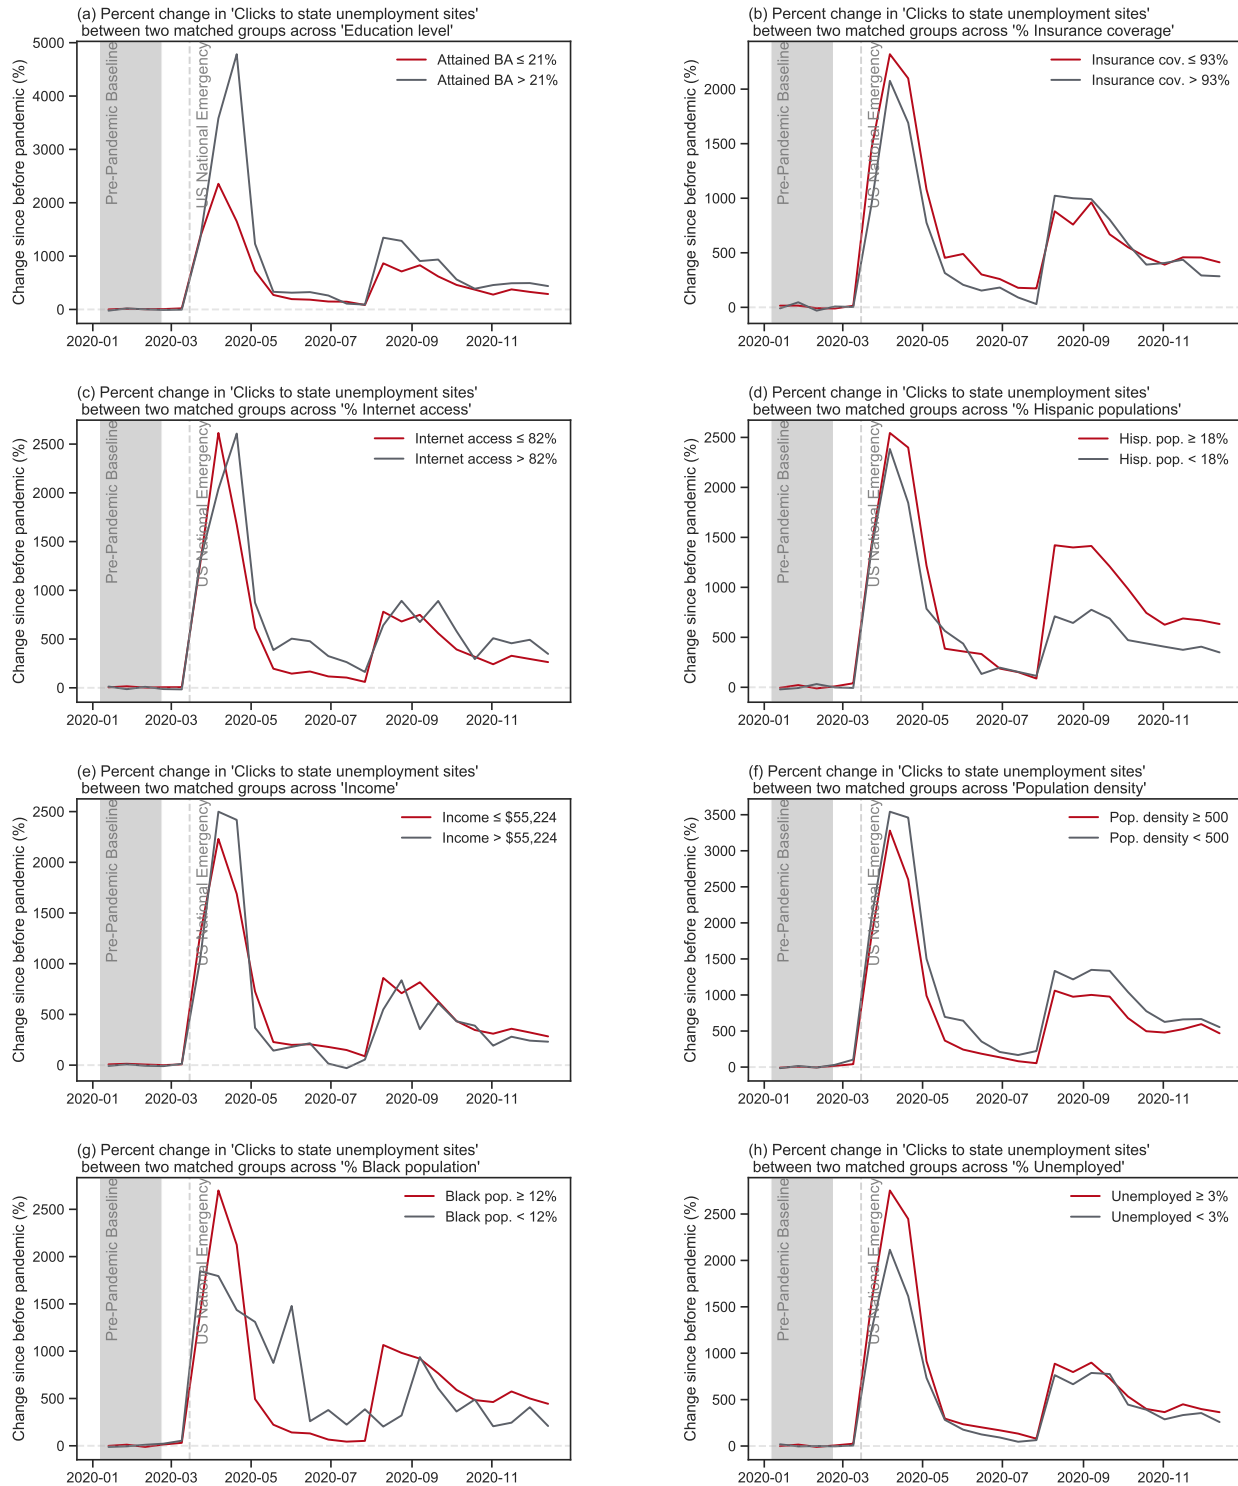 (a) Percent change in 'Clicks to state unemployment sites'
between two matched groups across 'Education level'
5000
4000
3000
2000
1000
0
Change since before pandemic (%)
Pre-Pandemic Baseline
US National Emergency
Attained BA ≤ 21%
Attained BA > 21%
2020-01 2020-03 2020-05 2020-07 2020-09 2020-11
(b) Percent change in 'Clicks to state unemployment sites'
between two matched groups across '% Insurance coverage'
2000
1500
1000
500
0
Change since before pandemic (%)
Pre-Pandemic Baseline
US National Emergency
Insurance cov. ≤ 93%
Insurance cov. > 93%
2020-01 2020-03 2020-05 2020-07 2020-09 2020-11
(c) Percent change in 'Clicks to state unemployment sites'
between two matched groups across '% Internet access'
2500
2000
1500
1000
500
0
Change since before pandemic (%)
Pre-Pandemic Baseline
US National Emergency
Internet access ≤ 82%
Internet access > 82%
2020-01 2020-03 2020-05 2020-07 2020-09 2020-11
(d) Percent change in 'Clicks to state unemployment sites'
between two matched groups across '% Hispanic populations'
2500
2000
1500
1000
500
0
Change since before pandemic (%)
Pre-Pandemic Baseline
US National Emergency
Hisp. pop. ≥ 18%
Hisp. pop. < 18%
2020-01 2020-03 2020-05 2020-07 2020-09 2020-11
(e) Percent change in 'Clicks to state unemployment sites'
between two matched groups across 'Income'
2500
2000
1500
1000
500
0
Change since before pandemic (%)
Pre-Pandemic Baseline
US National Emergency
Income ≤ $55,224
Income > $55,224
2020-01 2020-03 2020-05 2020-07 2020-09 2020-11
(f) Percent change in 'Clicks to state unemployment sites'
between two matched groups across 'Population density'
3500
3000
2500
2000
1500
1000
500
0
Change since before pandemic (%)
Pre-Pandemic Baseline
US National Emergency
Pop. density ≥ 500
Pop. density < 500
2020-01 2020-03 2020-05 2020-07 2020-09 2020-11
(g) Percent change in 'Clicks to state unemployment sites'
between two matched groups across '% Black population'
2500
2000
1500
1000
500
0
Change since before pandemic (%)
Pre-Pandemic Baseline
US National Emergency
Black pop. ≥ 12%
Black pop. < 12%
2020-01 2020-03 2020-05 2020-07 2020-09 2020-11
(h) Percent change in 'Clicks to state unemployment sites'
between two matched groups across '% Unemployed'
2500
2000
1500
1000
500
0
Change since before pandemic (%)
Pre-Pandemic Baseline
US National Emergency
Unemployed ≥ 3%
Unemployed < 3%
2020-01 2020-03 2020-05 2020-07 2020-09 2020-11